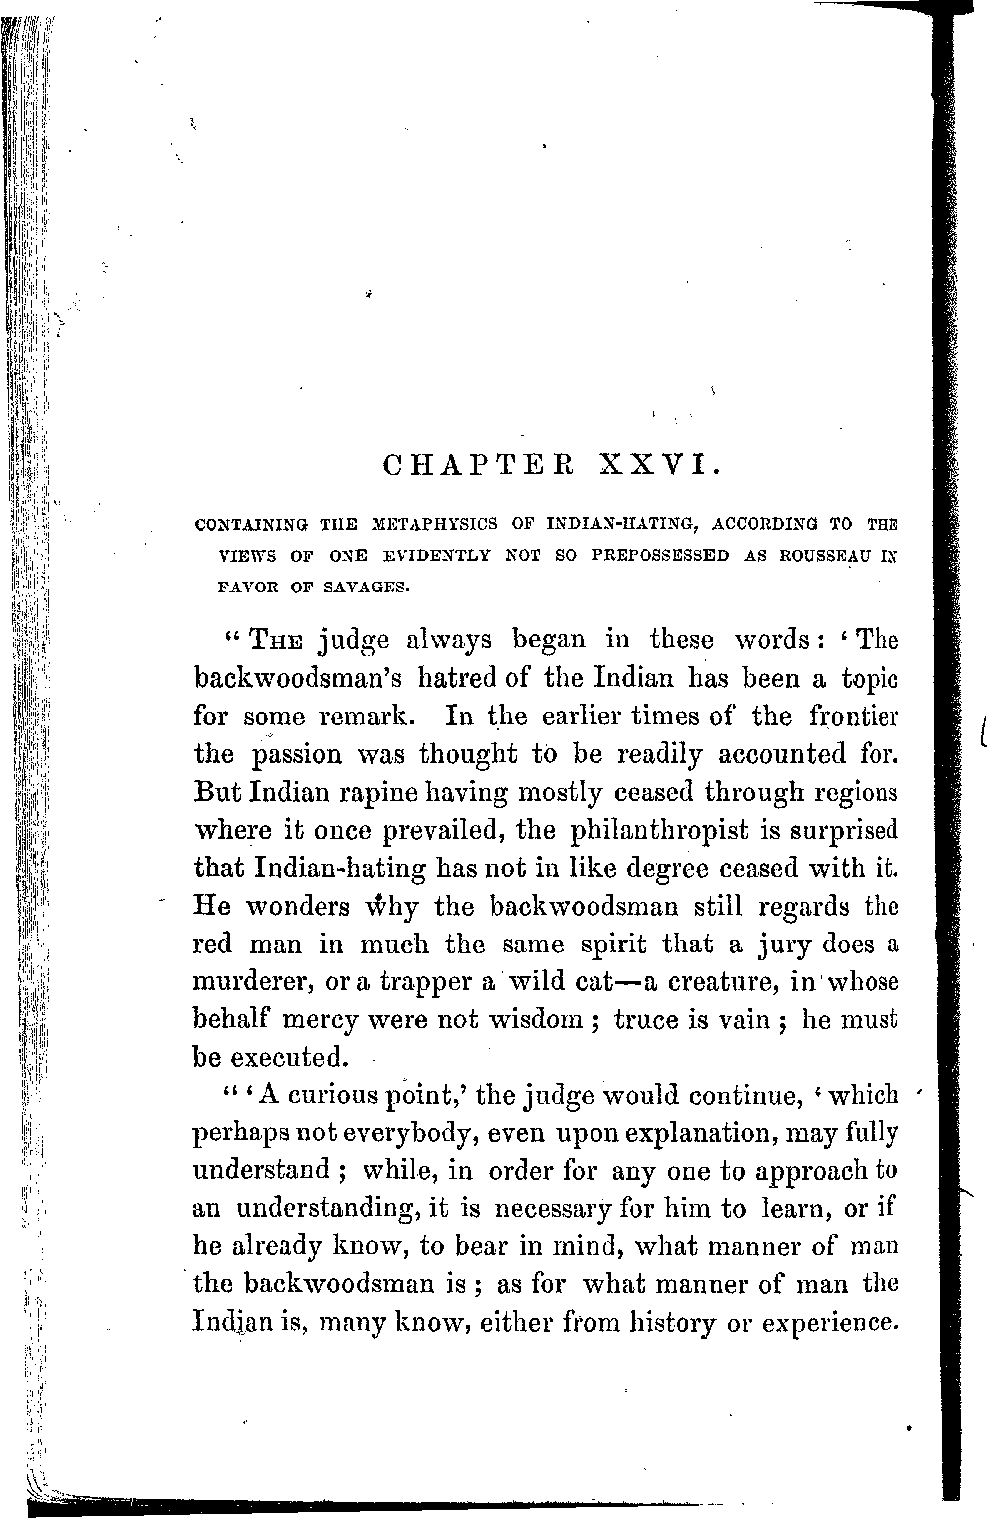 CHAPTER XXVI.
CONTAINING THE METAPHYSICS OF INDIAN-HATING, ACCORDING TO THE
VIEWS OF ONE EVIDENTLY NOT SO PREPOSSESSED AS ROUSSEAU IN
FAVOR OF SAVAGES.
“ THE judge always began in these words : ‘ The
backwoodsman’s hatred of the Indian has been a topic
for some remark. In the earlier times of the frontier
the passion was thought to be readily accounted for.
But Indian rapine having mostly ceased through regions
where it once prevailed, the philanthropist is surprised
that Indian-hating has not in like degree ceased with it.
He wonders why the backwoodsman still regards the
red man in much the same spirit that a jury does a
murderer, or a trapper a wild cat—a creature, in whose
behalf mercy were not wisdom ; truce is vain ; he must
be executed.
“ ‘ A curious point,’ the judge would continue, ‘ which
perhaps not everybody, even upon explanation, may fully
understand ; while, in order for any one to approach to
an understanding, it is necessary for him to learn, or if
he already know, to bear in mind, what manner of man
the backwoodsman is ; as for what manner of man the
Indian is, many know, either from history or experience.